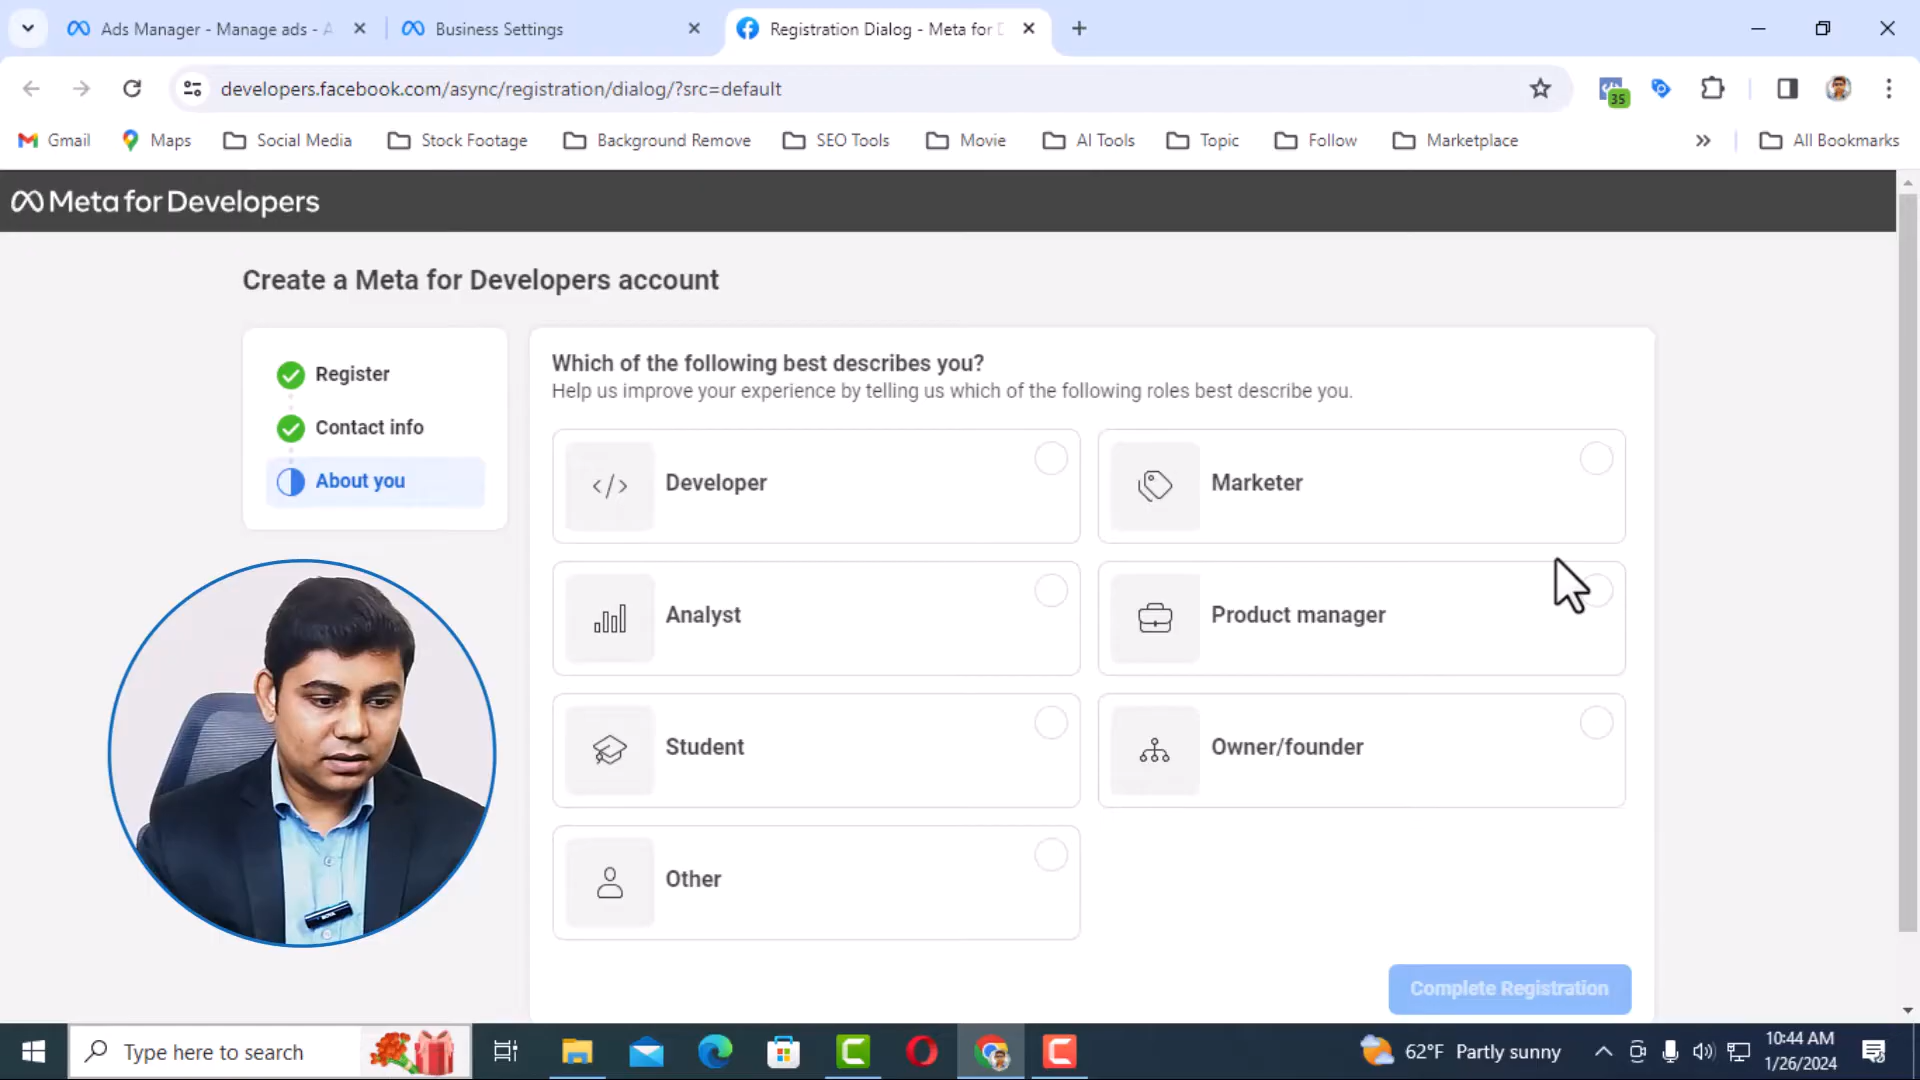 Ads Manager - Manage ads - A
Business Settings
Registration Dialog - Meta for D
developers.facebook.com/async/registration/dialog/?src=default
35
Gmail
Maps
Social Media
Stock Footage
Background Remove
SEO Tools
Movie
AI Tools
Topic
Follow
Marketplace
All Bookmarks
Meta for Developers
Create a Meta for Developers account
Register
Contact info
About you
Which of the following best describes you?
Help us improve your experience by telling us which of the following roles best describe you.
Developer
Marketer
Analyst
Product manager
Student
Owner/founder
Other
Complete Registration
Type here to search
62°F Partly sunny
10:44 AM
1/26/2024